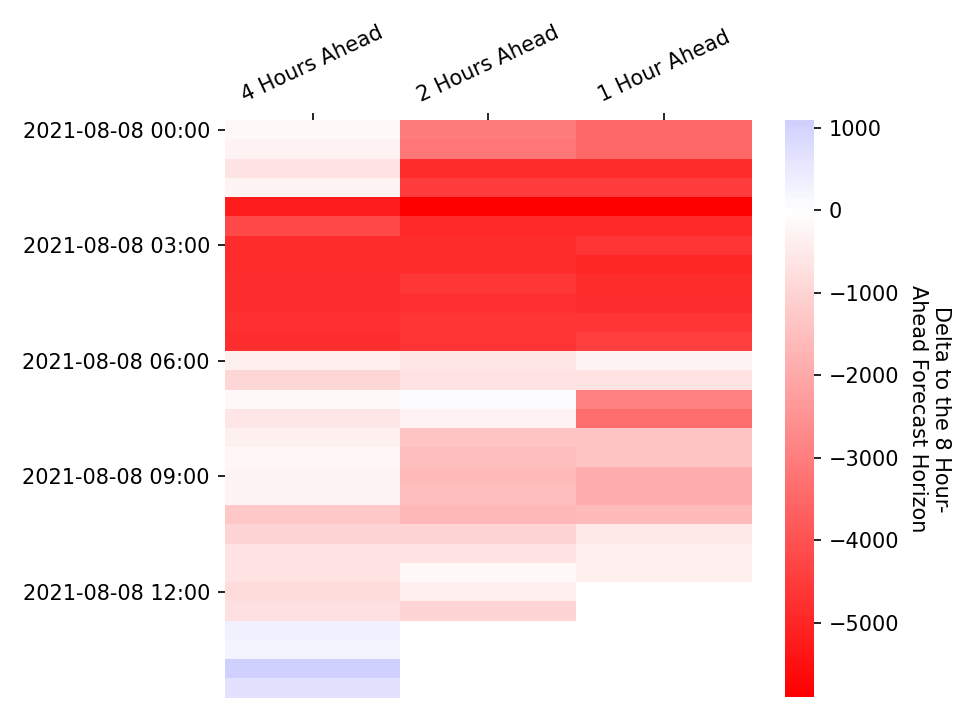 4 Hours Ahead
2 Hours Ahead
1 Hour Ahead
2021-08-08 00:00
2021-08-08 03:00
2021-08-08 06:00
2021-08-08 09:00
2021-08-08 12:00
1000
0
−1000
−2000
−3000
−4000
−5000
Delta to the 8 Hour-
Ahead Forecast Horizon